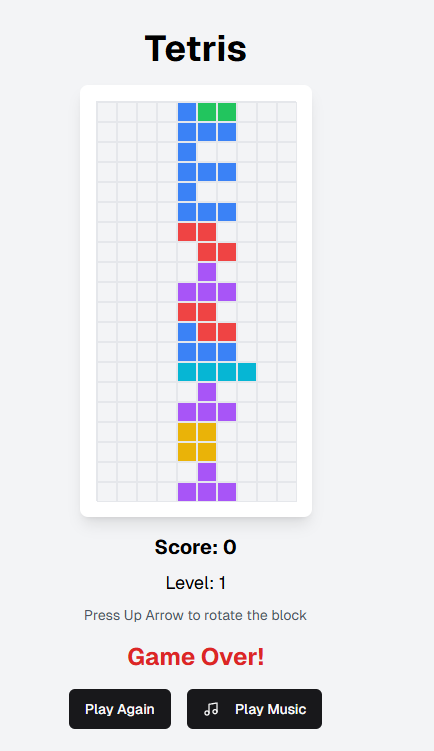 Tetris
Score: 0
Level: 1
Press Up Arrow to rotate the block
Game Over!
Play Again
Play Music